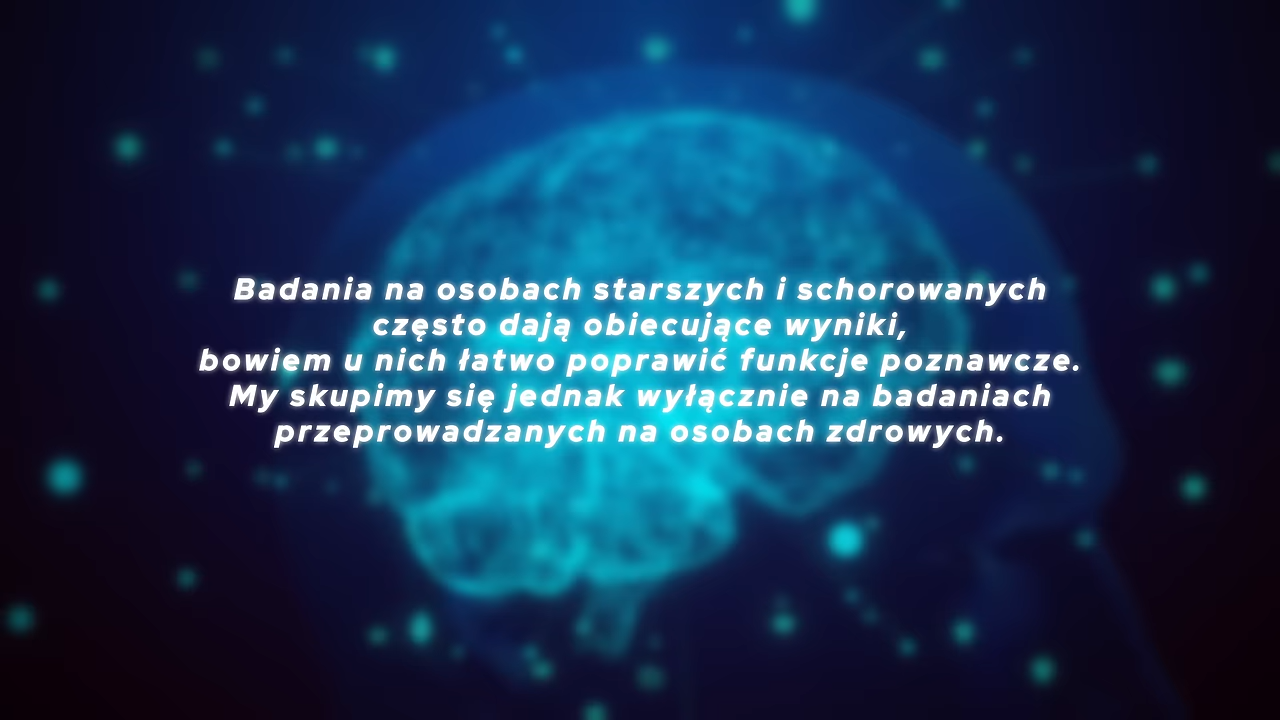 Badania na osobach starszych i schorowanych
często dają obiecujące wyniki,
bowiem u nich łatwo poprawić funkcje poznawcze.
My skupimy się jednak wyłącznie na badaniach
przeprowadzanych na osobach zdrowych.